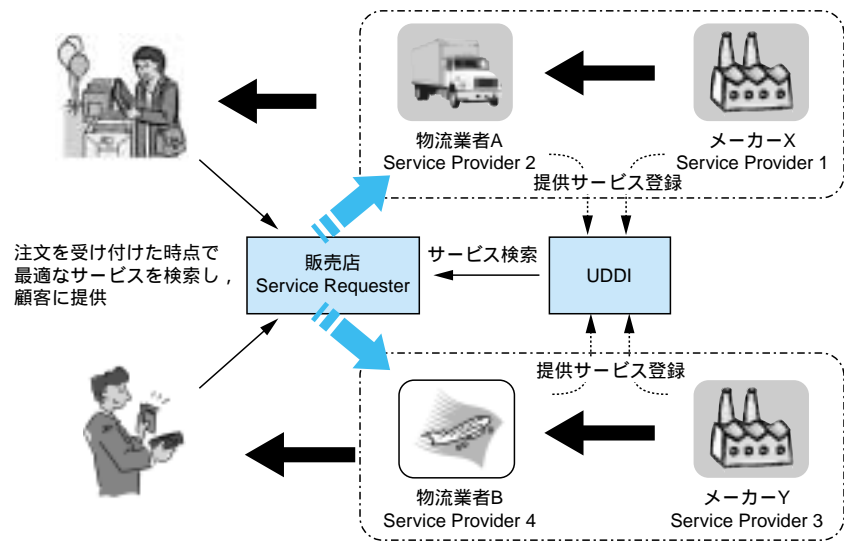 物流業者A
Service Provider 2
メーカーX
Service Provider 1
提供サービス登録
注文を受け付けた時点で
最適なサービスを検索し，
顧客に提供
販売店
Service Requester
サービス検索
UDDI
提供サービス登録
物流業者B
Service Provider 4
メーカーY
Service Provider 3